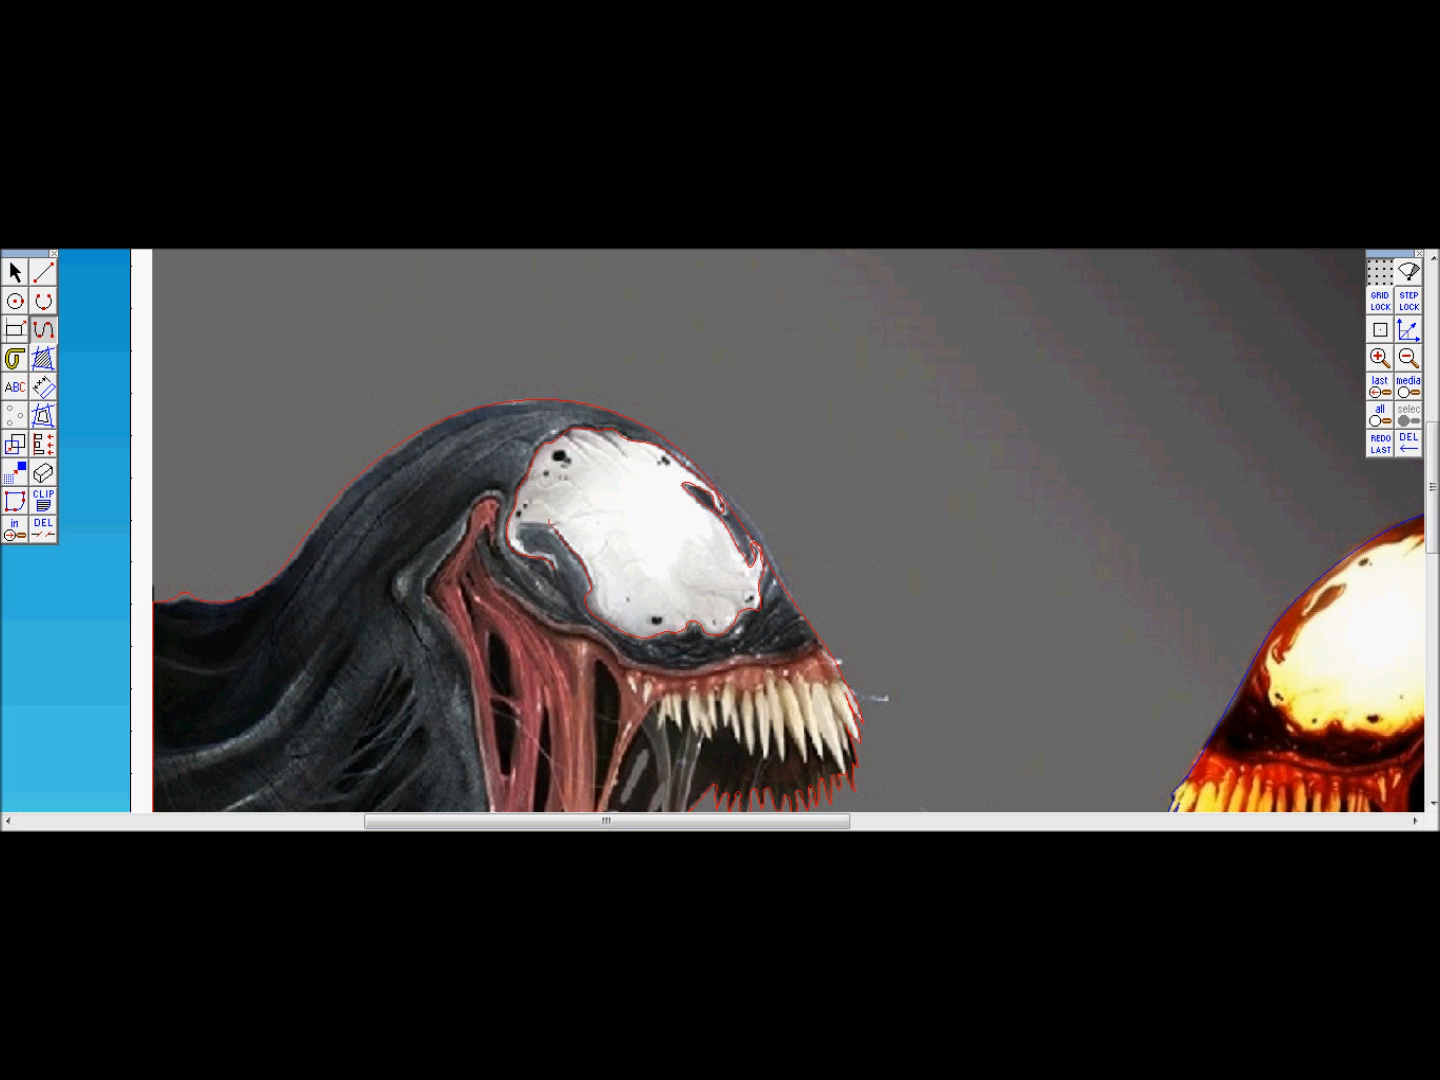 ABC
CLIP
in
DEL
GRID
LOCK
STEP
LOCK
last
media
all
selec
REDO
LAST
DEL